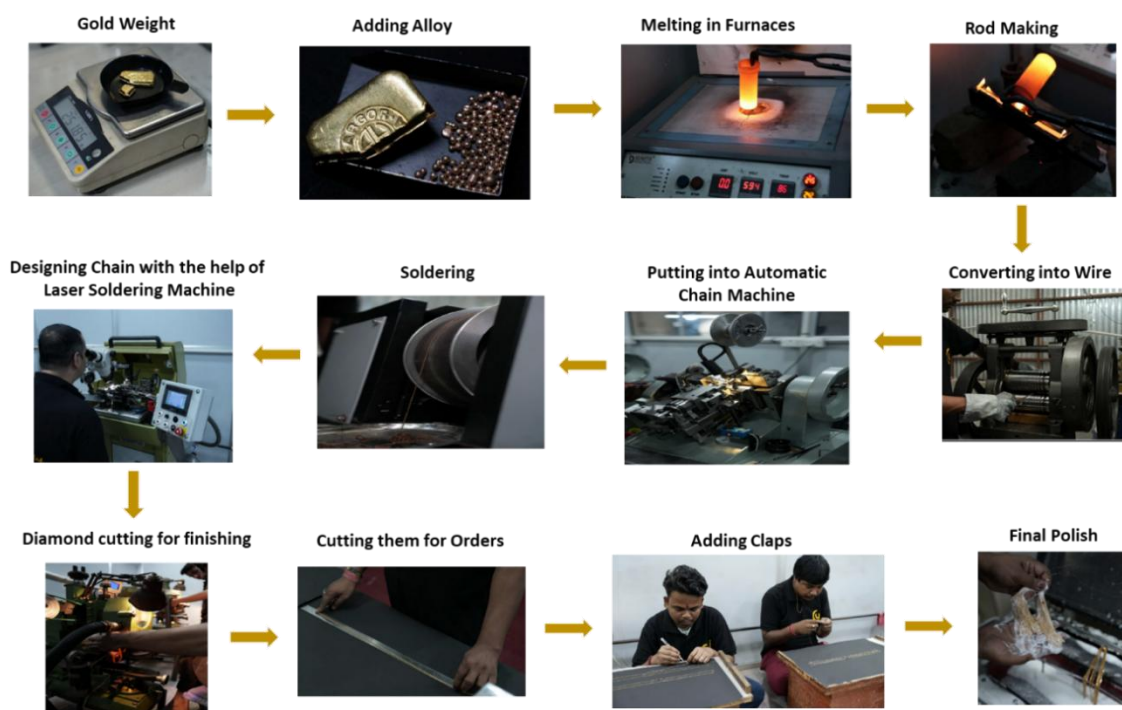 Gold Weight
Adding Alloy
Melting in Furnaces
Rod Making
Designing Chain with the help of
Laser Soldering Machine
Soldering
Putting into Automatic
Chain Machine
Converting into Wire
Diamond cutting for finishing
Cutting them for Orders
Adding Claps
Final Polish